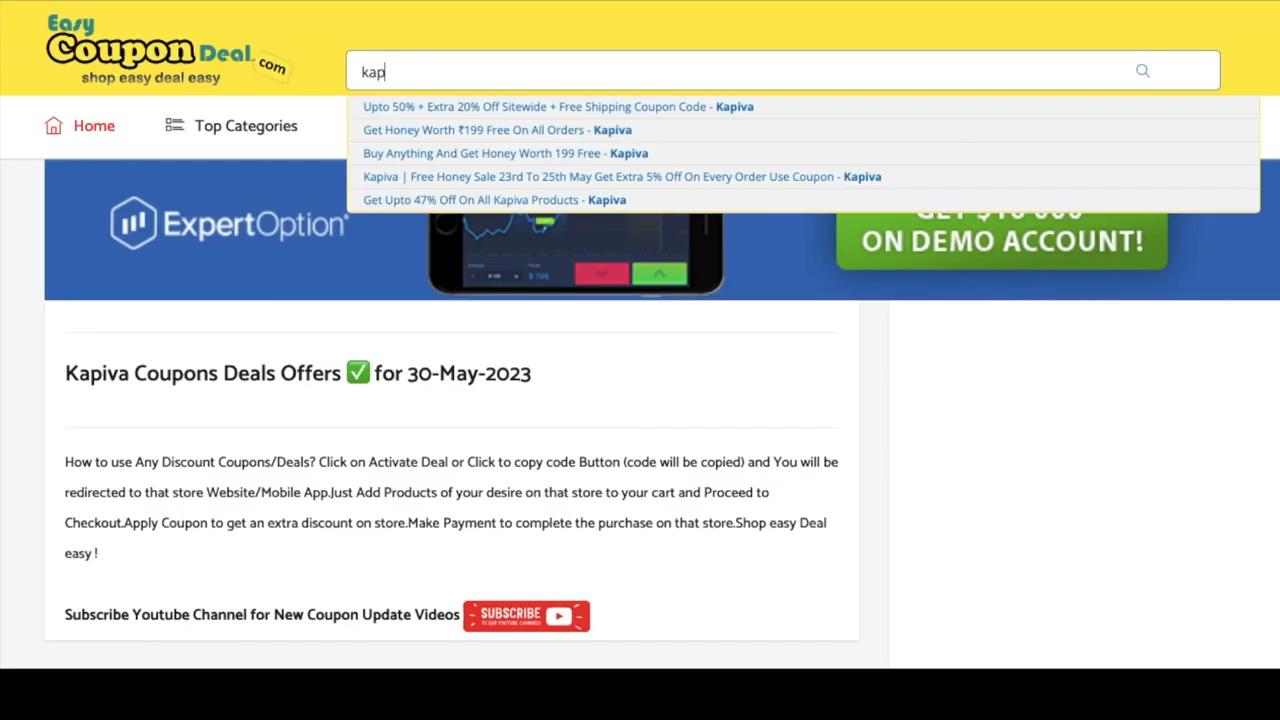 Easy
Coupon Deal .com
shop easy deal easy
kap
Upto 50% + Extra 20% Off Sitewide + Free Shipping Coupon Code - Kapiva
Get Honey Worth ₹199 Free On All Orders - Kapiva
Buy Anything And Get Honey Worth 199 Free - Kapiva
Kapiva | Free Honey Sale 23rd To 25th May Get Extra 5% Off On Every Order Use Coupon - Kapiva
Get Upto 47% Off On All Kapiva Products - Kapiva
Home
Top Categories
ExpertOption
GET $10 000
ON DEMO ACCOUNT!
Kapiva Coupons Deals Offers ✅ for 30-May-2023
How to use Any Discount Coupons/Deals? Click on Activate Deal or Click to copy code Button (code will be copied) and You will be
redirected to that store Website/Mobile App.Just Add Products of your desire on that store to your cart and Proceed to
Checkout.Apply Coupon to get an extra discount on store.Make Payment to complete the purchase on that store.Shop easy Deal
easy !
Subscribe Youtube Channel for New Coupon Update Videos
SUBSCRIBE
TO OUR YOUTUBE CHANNEL